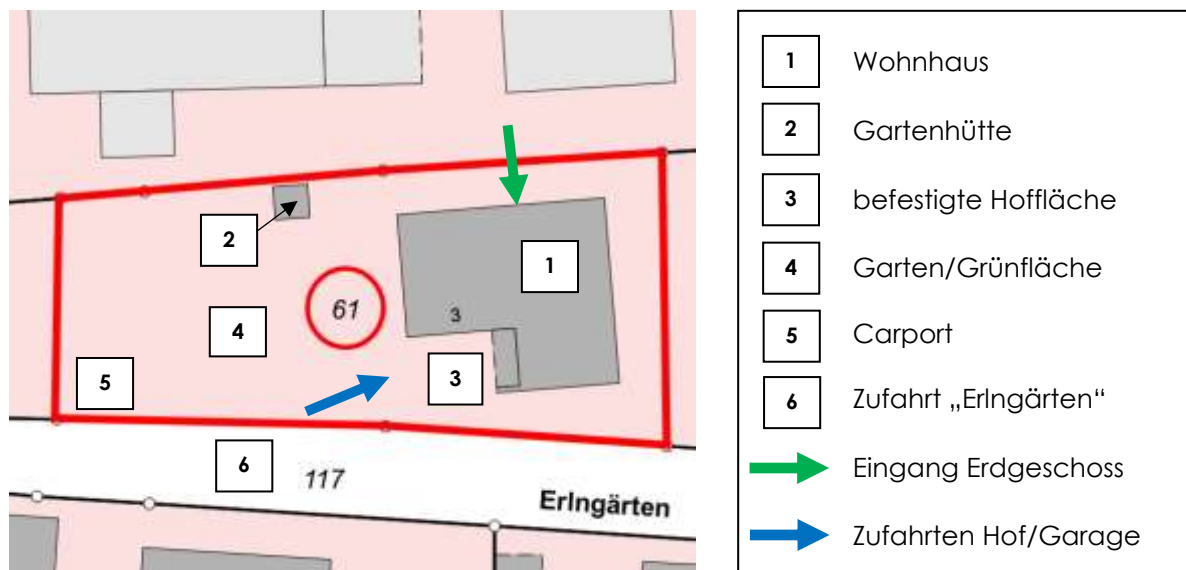 2
1
61
3
4
5
3
6
117
Erlngärten
1 Wohnhaus
2 Gartenhütte
3 befestigte Hoffläche
4 Garten/Grünfläche
5 Carport
6 Zufahrt „Erlngärten“
Eingang Erdgeschoss
Zufahrten Hof/Garage